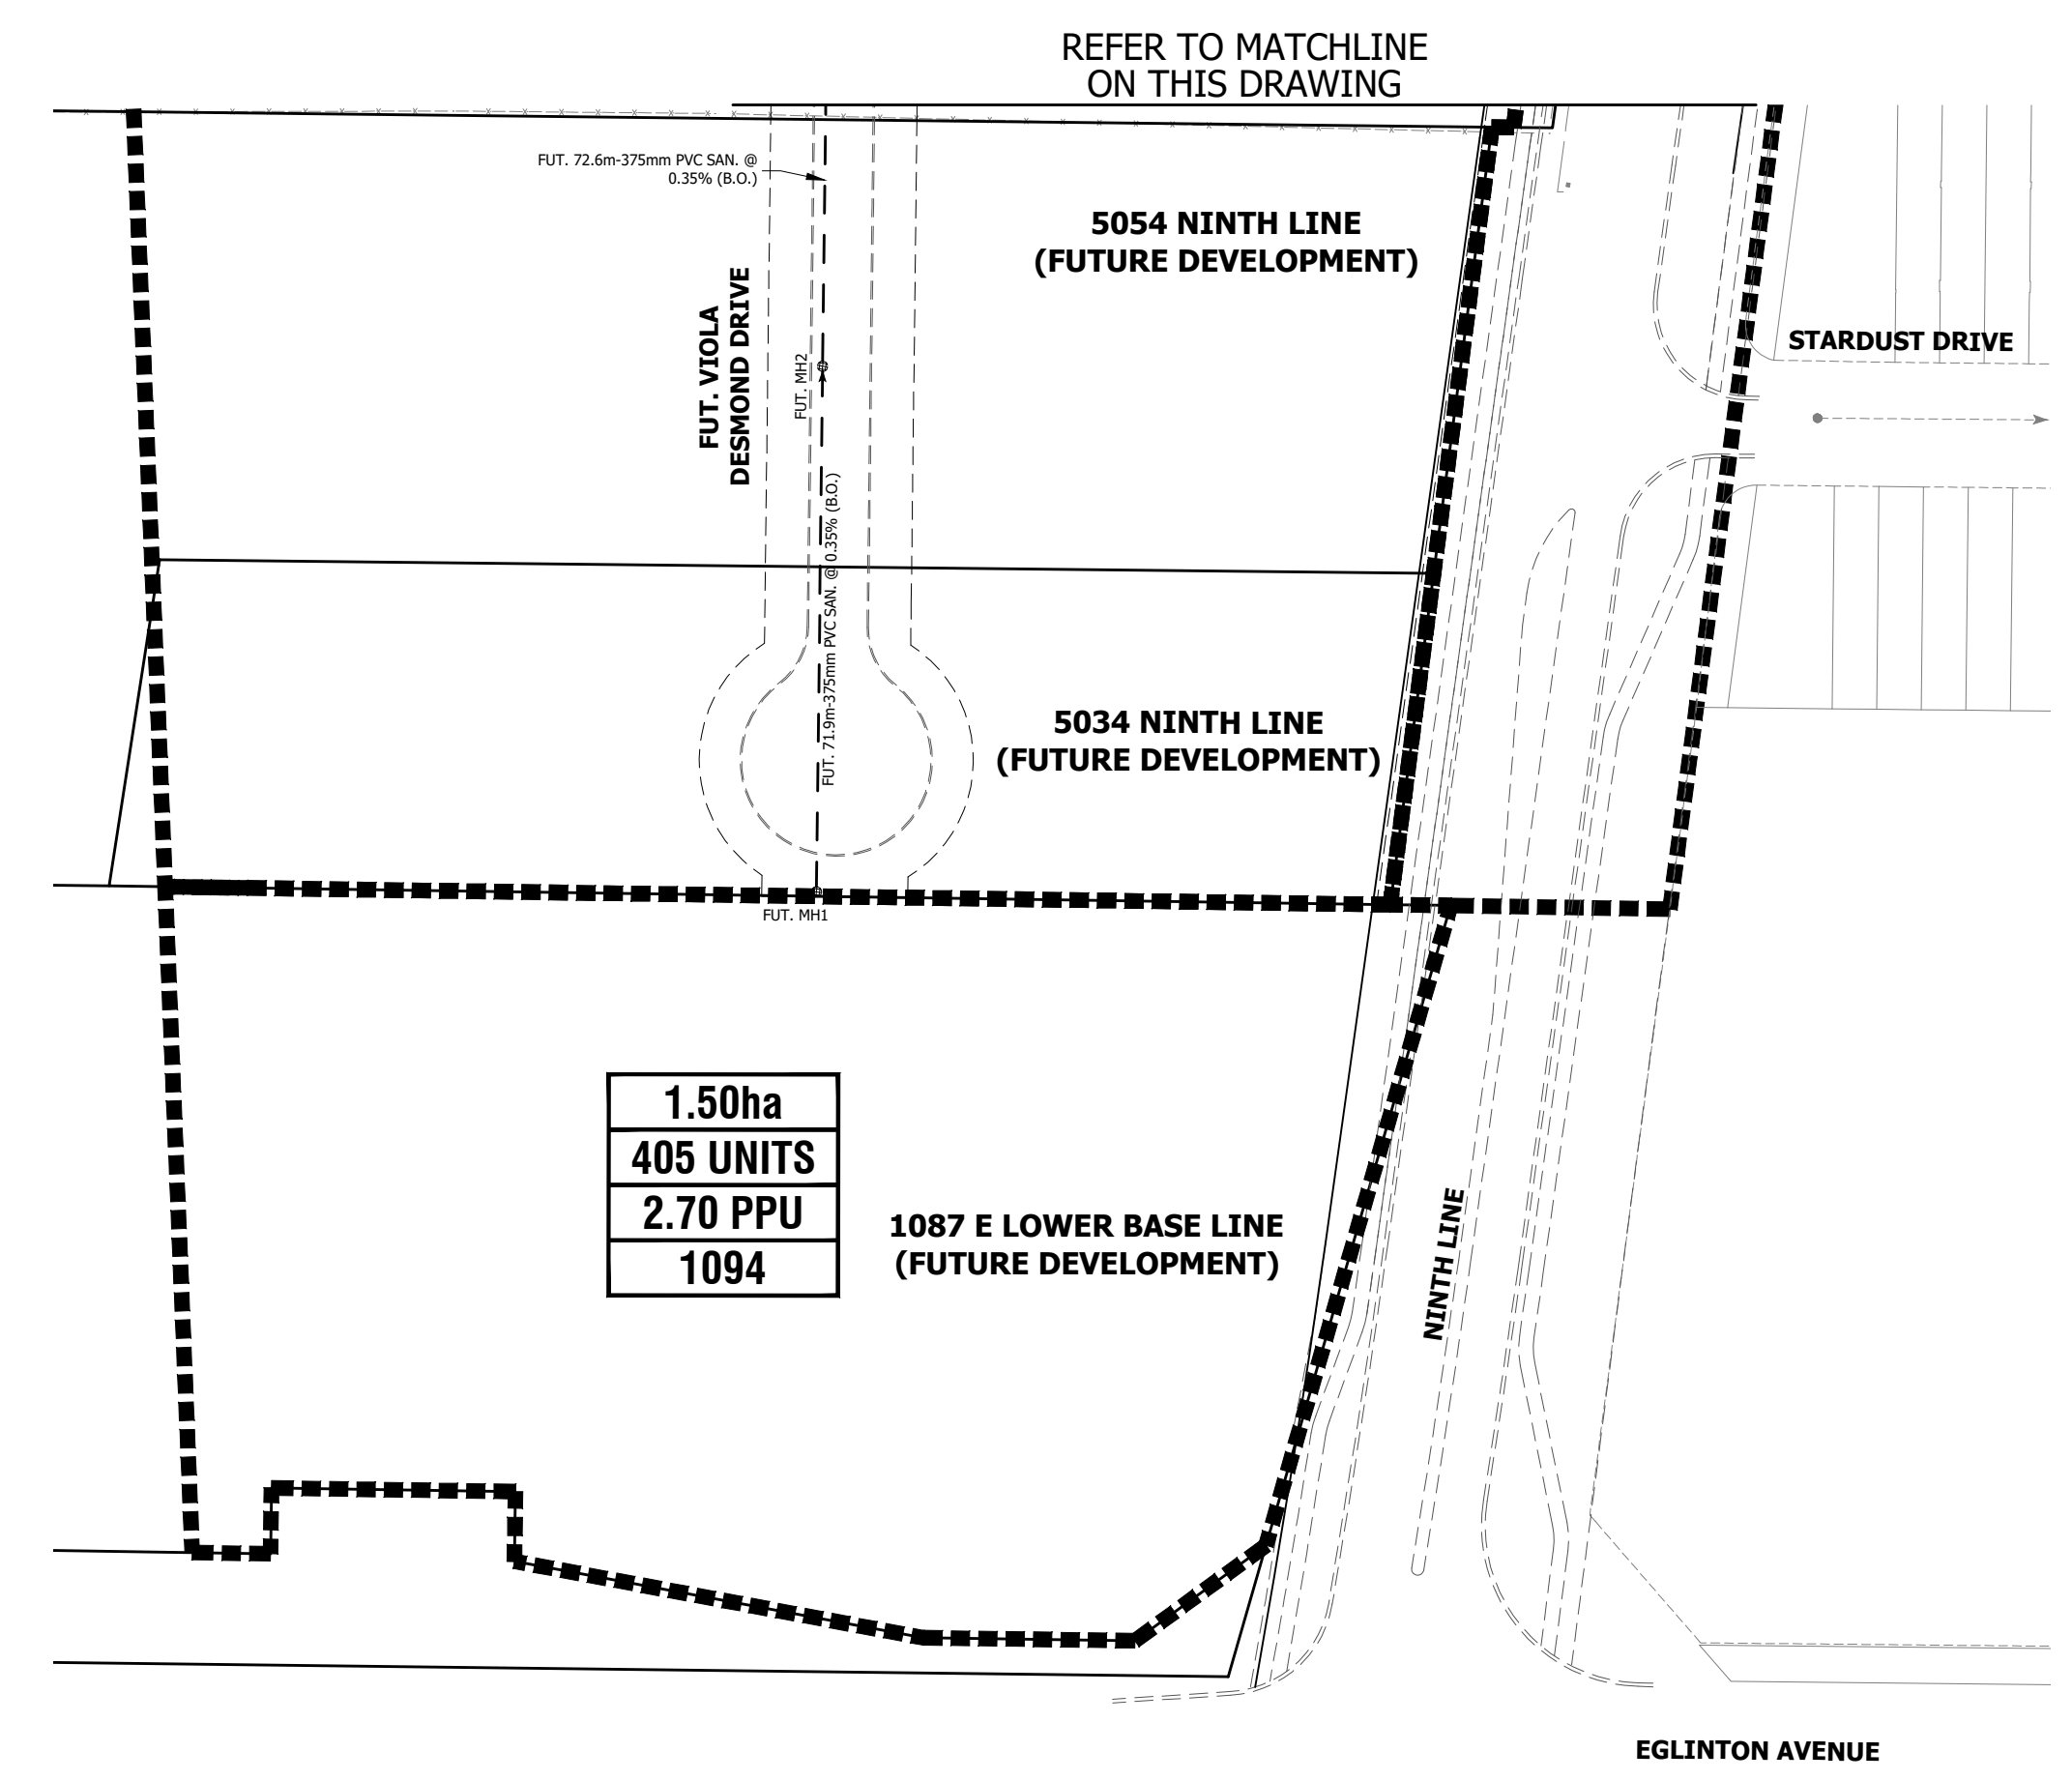 REFER TO MATCHLINE
ON THIS DRAWING
FUT. 72.6m-375mm PVC SAN. @
0.35% (B.O.)
5054 NINTH LINE
(FUTURE DEVELOPMENT)
FUT. VIOLA
DESMOND DRIVE
FUT. MH2
STARDUST DRIVE
FUT. 71.9m-375mm PVC SAN. @ 0.35% (B.O.)
5034 NINTH LINE
(FUTURE DEVELOPMENT)
FUT. MH1
1.50ha
405 UNITS
2.70 PPU
1094
1087 E LOWER BASE LINE
(FUTURE DEVELOPMENT)
NINTH LINE
EGLINTON AVENUE